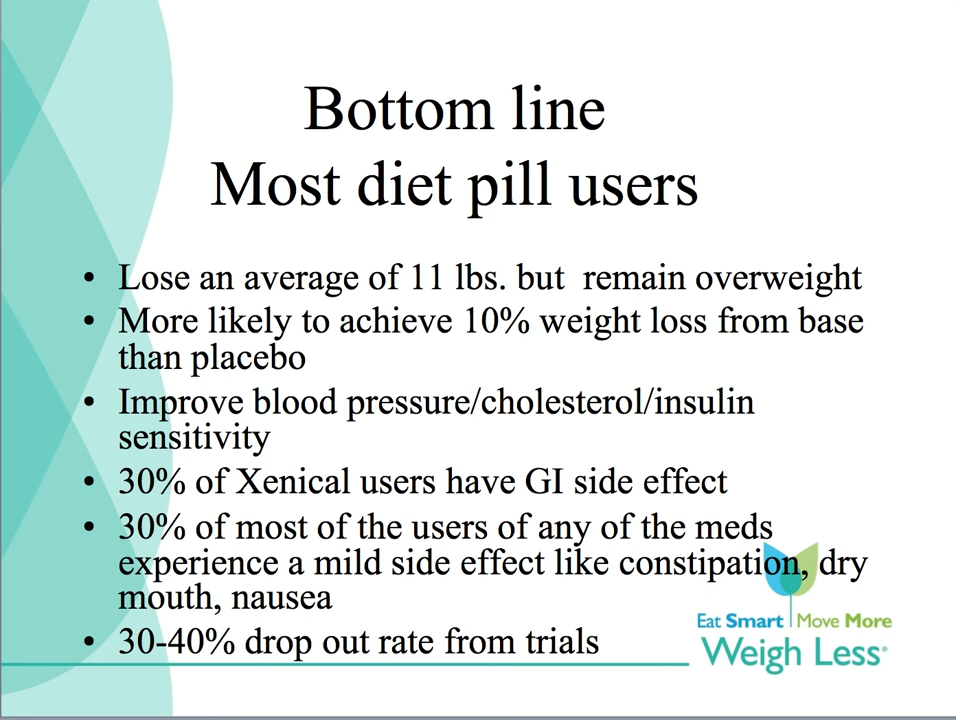 Bottom line
Most diet pill users
• Lose an average of 11 lbs. but  remain overweight
• More likely to achieve 10% weight loss from base
than placebo
• Improve blood pressure/cholesterol/insulin
sensitivity
• 30% of Xenical users have GI side effect
• 30% of most of the users of any of the meds
experience a mild side effect like constipation, dry
mouth, nausea
• 30-40% drop out rate from trials
Eat Smart | Move More
Weigh Less®